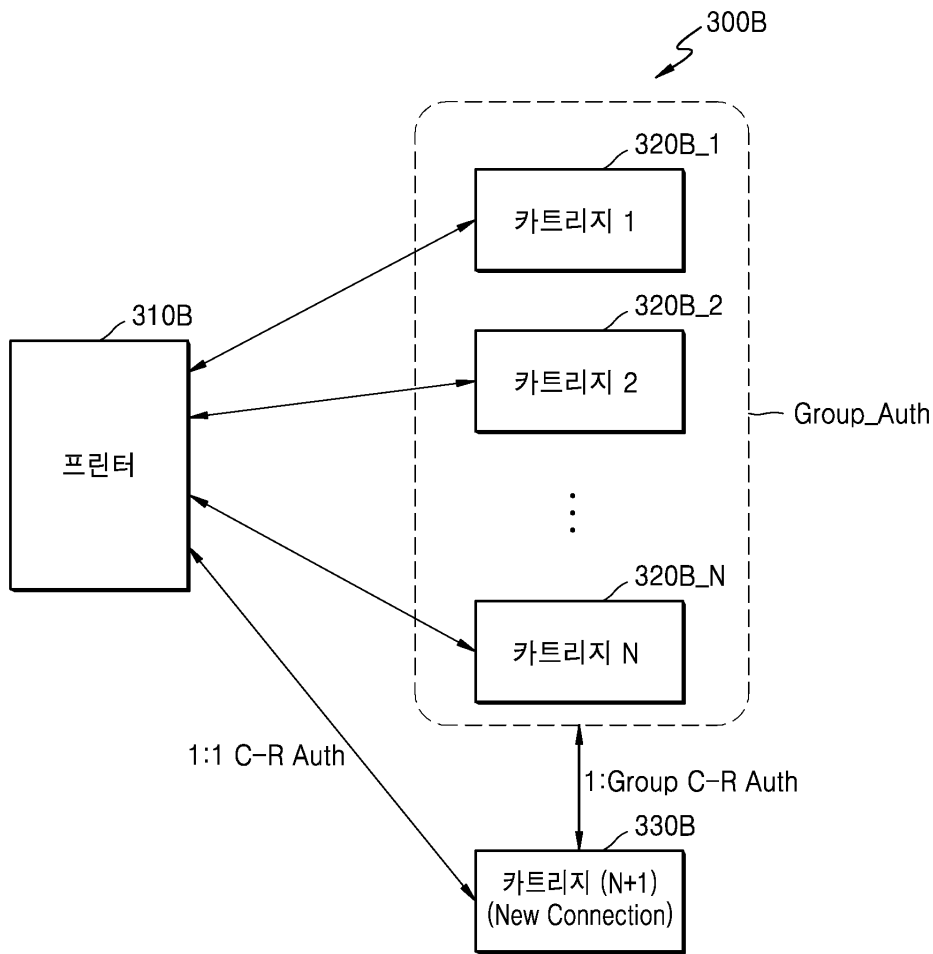 300B
320B_1
카트리지 1
310B
320B_2
카트리지 2
Group_Auth
프린터
320B_N
카트리지 N
1:1 C-R Auth
1:Group C-R Auth
330B
카트리지 (N+1)
(New Connection)